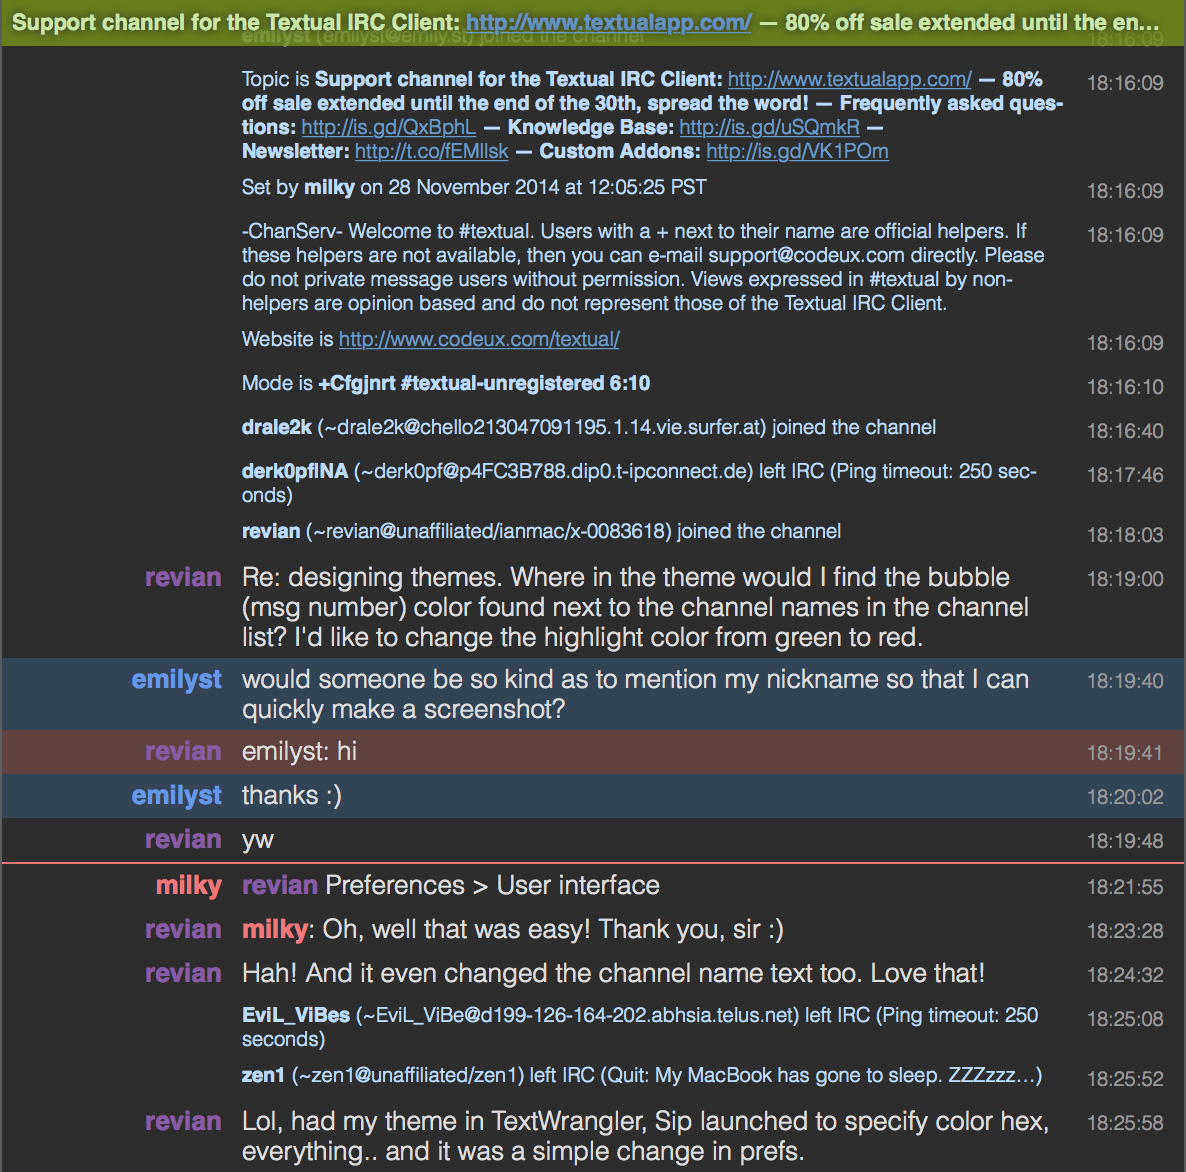 Support channel for the Textual IRC Client: http://www.textualapp.com/ — 80% off sale extended until the en...
emilyst (emilyst@emily.st) joined the channel 18:16:09
Topic is Support channel for the Textual IRC Client: http://www.textualapp.com/ — 80% 18:16:09
off sale extended until the end of the 30th, spread the word! — Frequently asked ques-
tions: http://is.gd/QxBphL — Knowledge Base: http://is.gd/uSQmkR —
Newsletter: http://t.co/fEMllsk — Custom Addons: http://is.gd/VK1POm
Set by milky on 28 November 2014 at 12:05:25 PST 18:16:09
-ChanServ- Welcome to #textual. Users with a + next to their name are official helpers. If 18:16:09
these helpers are not available, then you can e-mail support@codeux.com directly. Please
do not private message users without permission. Views expressed in #textual by non-
helpers are opinion based and do not represent those of the Textual IRC Client.
Website is http://www.codeux.com/textual/ 18:16:09
Mode is +Cfgjnrt #textual-unregistered 6:10 18:16:10
drale2k (~drale2k@chello213047091195.1.14.vie.surfer.at) joined the channel 18:16:40
derk0pf|NA (~derk0pf@p4FC3B788.dip0.t-ipconnect.de) left IRC (Ping timeout: 250 sec- 18:17:46
onds)
revian (~revian@unaffiliated/ianmac/x-0083618) joined the channel 18:18:03
revian Re: designing themes. Where in the theme would I find the bubble 18:19:00
(msg number) color found next to the channel names in the channel
list? I'd like to change the highlight color from green to red.
emilyst would someone be so kind as to mention my nickname so that I can 18:19:40
quickly make a screenshot?
revian emilyst: hi 18:19:41
emilyst thanks :) 18:20:02
revian yw 18:19:48
milky revian Preferences > User interface 18:21:55
revian milky: Oh, well that was easy! Thank you, sir :) 18:23:28
revian Hah! And it even changed the channel name text too. Love that! 18:24:32
EviL_ViBes (~EviL_ViBe@d199-126-164-202.abhsia.telus.net) left IRC (Ping timeout: 250 18:25:08
seconds)
zen1 (~zen1@unaffiliated/zen1) left IRC (Quit: My MacBook has gone to sleep. ZZZzzz…) 18:25:52
revian Lol, had my theme in TextWrangler, Sip launched to specify color hex, 18:25:58
everything.. and it was a simple change in prefs.